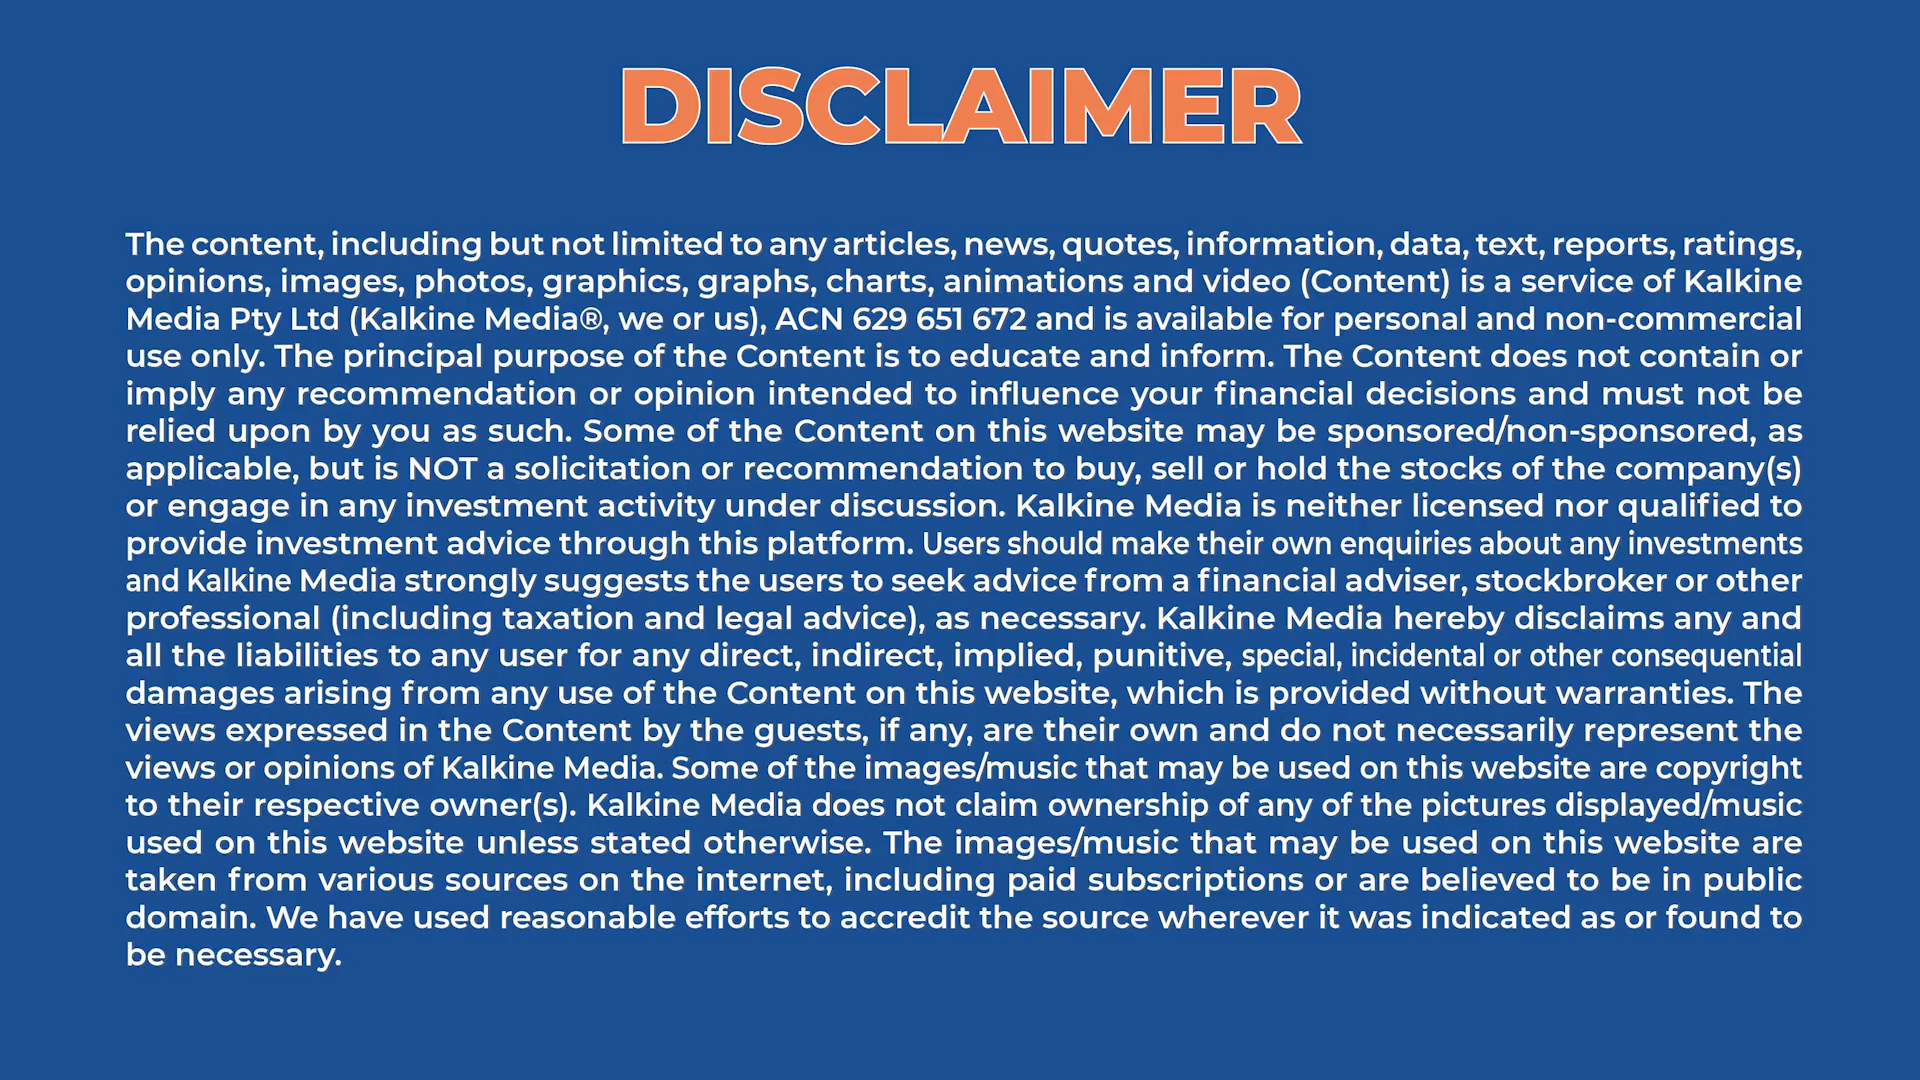 DISCLAIMER
The content, including but not limited to any articles, news, quotes, information, data, text, reports, ratings,
opinions, images, photos, graphics, graphs, charts, animations and video (Content) is a service of Kalkine
Media Pty Ltd (Kalkine Media®, we or us), ACN 629 651 672 and is available for personal and non-commercial
use only. The principal purpose of the Content is to educate and inform. The Content does not contain or
imply any recommendation or opinion intended to influence your financial decisions and must not be
relied upon by you as such. Some of the Content on this website may be sponsored/non-sponsored, as
applicable, but is NOT a solicitation or recommendation to buy, sell or hold the stocks of the company(s)
or engage in any investment activity under discussion. Kalkine Media is neither licensed nor qualified to
provide investment advice through this platform. Users should make their own enquiries about any investments
and Kalkine Media strongly suggests the users to seek advice from a financial adviser, stockbroker or other
professional (including taxation and legal advice), as necessary. Kalkine Media hereby disclaims any and
all the liabilities to any user for any direct, indirect, implied, punitive, special, incidental or other consequential
damages arising from any use of the Content on this website, which is provided without warranties. The
views expressed in the Content by the guests, if any, are their own and do not necessarily represent the
views or opinions of Kalkine Media. Some of the images/music that may be used on this website are copyright
to their respective owner(s). Kalkine Media does not claim ownership of any of the pictures displayed/music
used on this website unless stated otherwise. The images/music that may be used on this website are
taken from various sources on the internet, including paid subscriptions or are believed to be in public
domain. We have used reasonable efforts to accredit the source wherever it was indicated as or found to
be necessary.